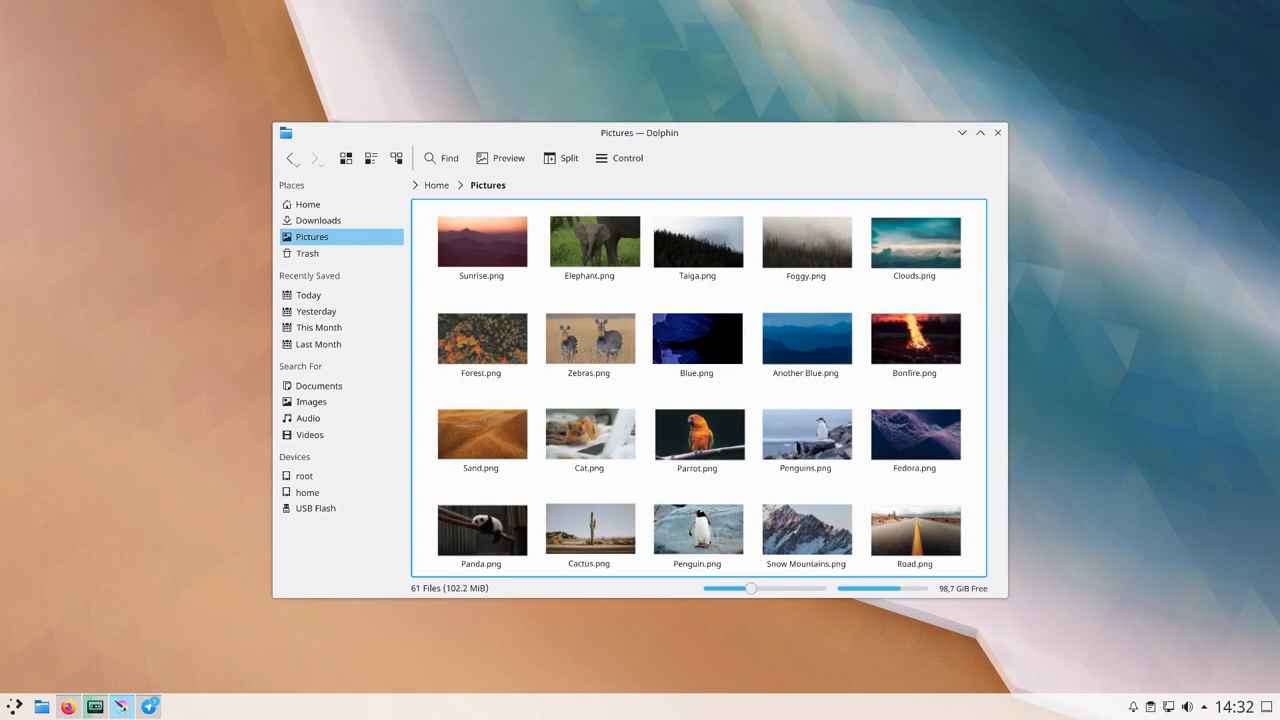 Pictures — Dolphin
Find Preview Split Control
Places
Home
Downloads
Pictures
Trash
Recently Saved
Today
Yesterday
This Month
Last Month
Search For
Documents
Images
Audio
Videos
Devices
root
home
USB Flash
Home Pictures
Sunrise.png Elephant.png Taiga.png Foggy.png Clouds.png
Forest.png Zebras.png Blue.png Another Blue.png Bonfire.png
Sand.png Cat.png Parrot.png Penguins.png Fedora.png
Panda.png Cactus.png Penguin.png Snow Mountains.png Road.png
61 Files (102.2 MiB) 98,7 GiB Free
14:32